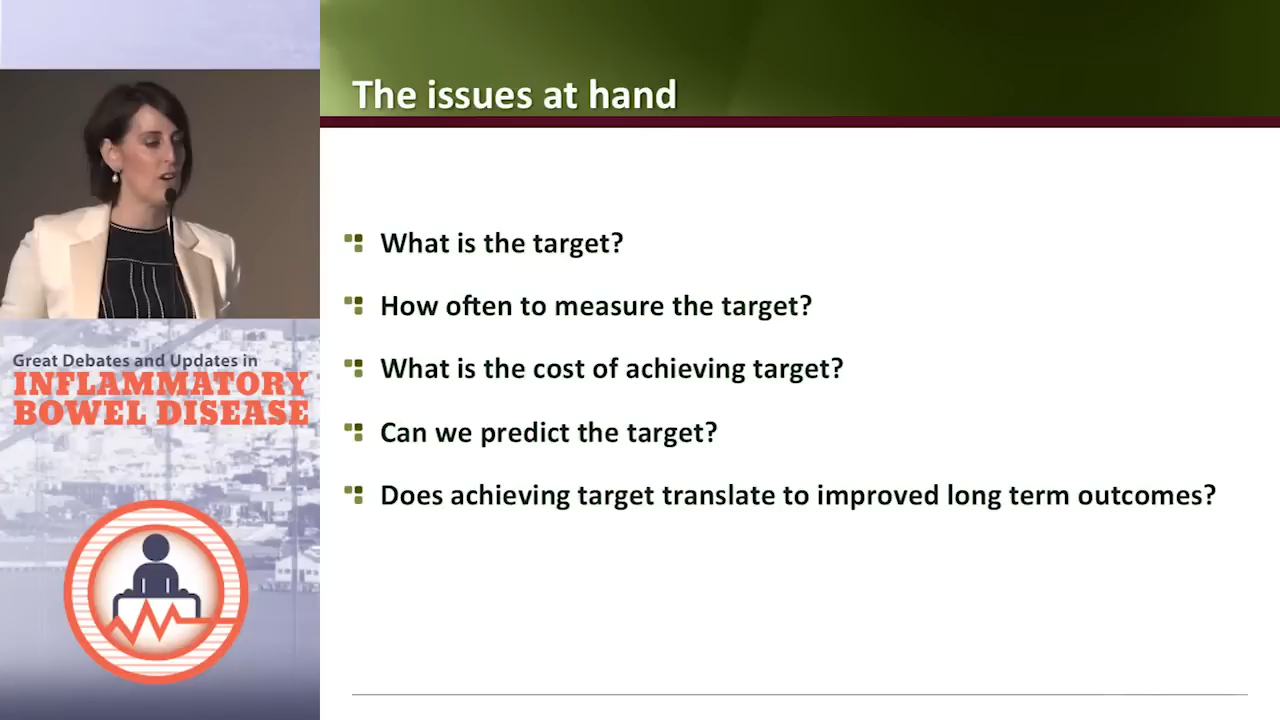 The issues at hand
What is the target?
How often to measure the target?
What is the cost of achieving target?
Can we predict the target?
Does achieving target translate to improved long term outcomes?
Great Debates and Updates in
INFLAMMATORY
BOWEL DISEASE